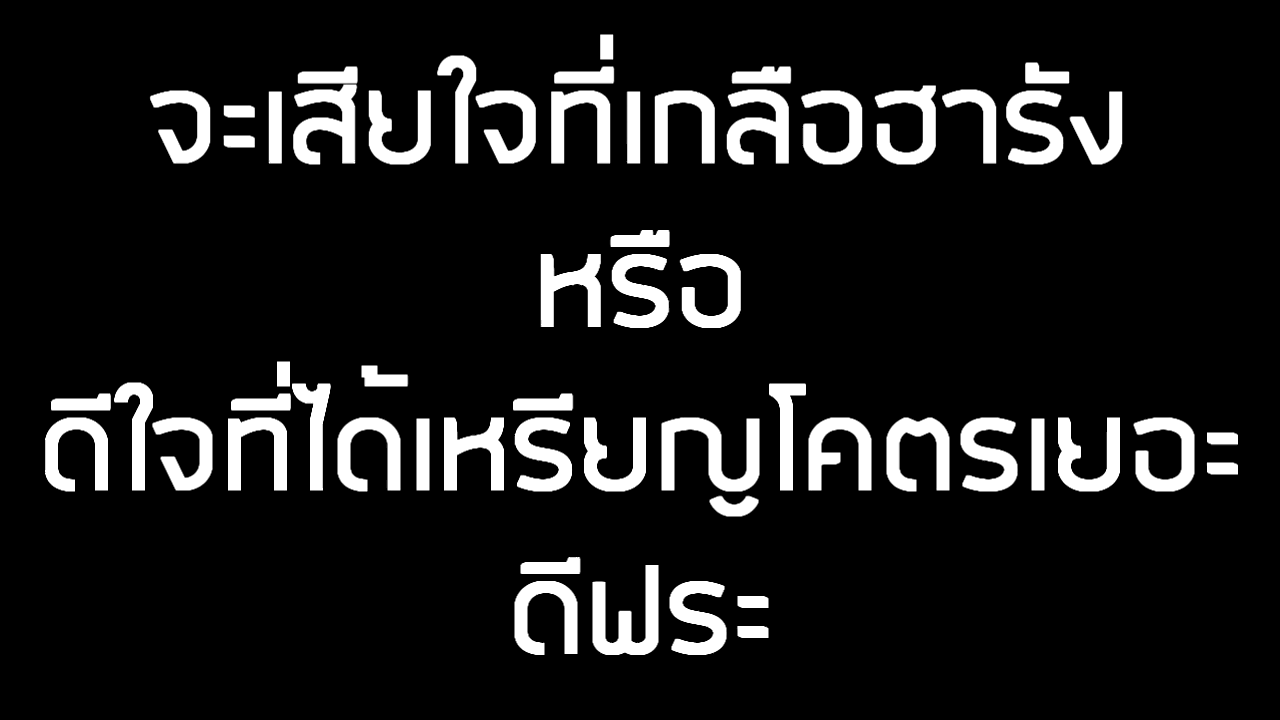 จะเสียใจที่เกลือฮารัง
หรือ
ดีใจที่ได้เหรียญโคตรเยอะ
ดีฟระ